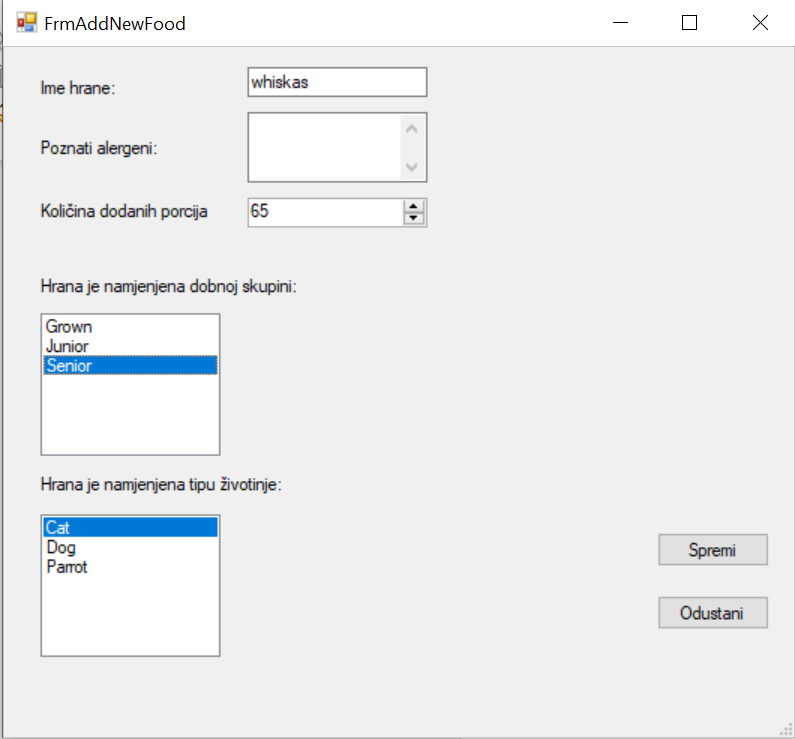 FrmAddNewFood
Ime hrane:
whiskas
Poznati alergeni:
Količina dodanih porcija
65
Hrana je namjenjena dobnoj skupini:
Grown
Junior
Senior
Hrana je namjenjena tipu životinje:
Cat
Dog
Parrot
Spremi
Odustani